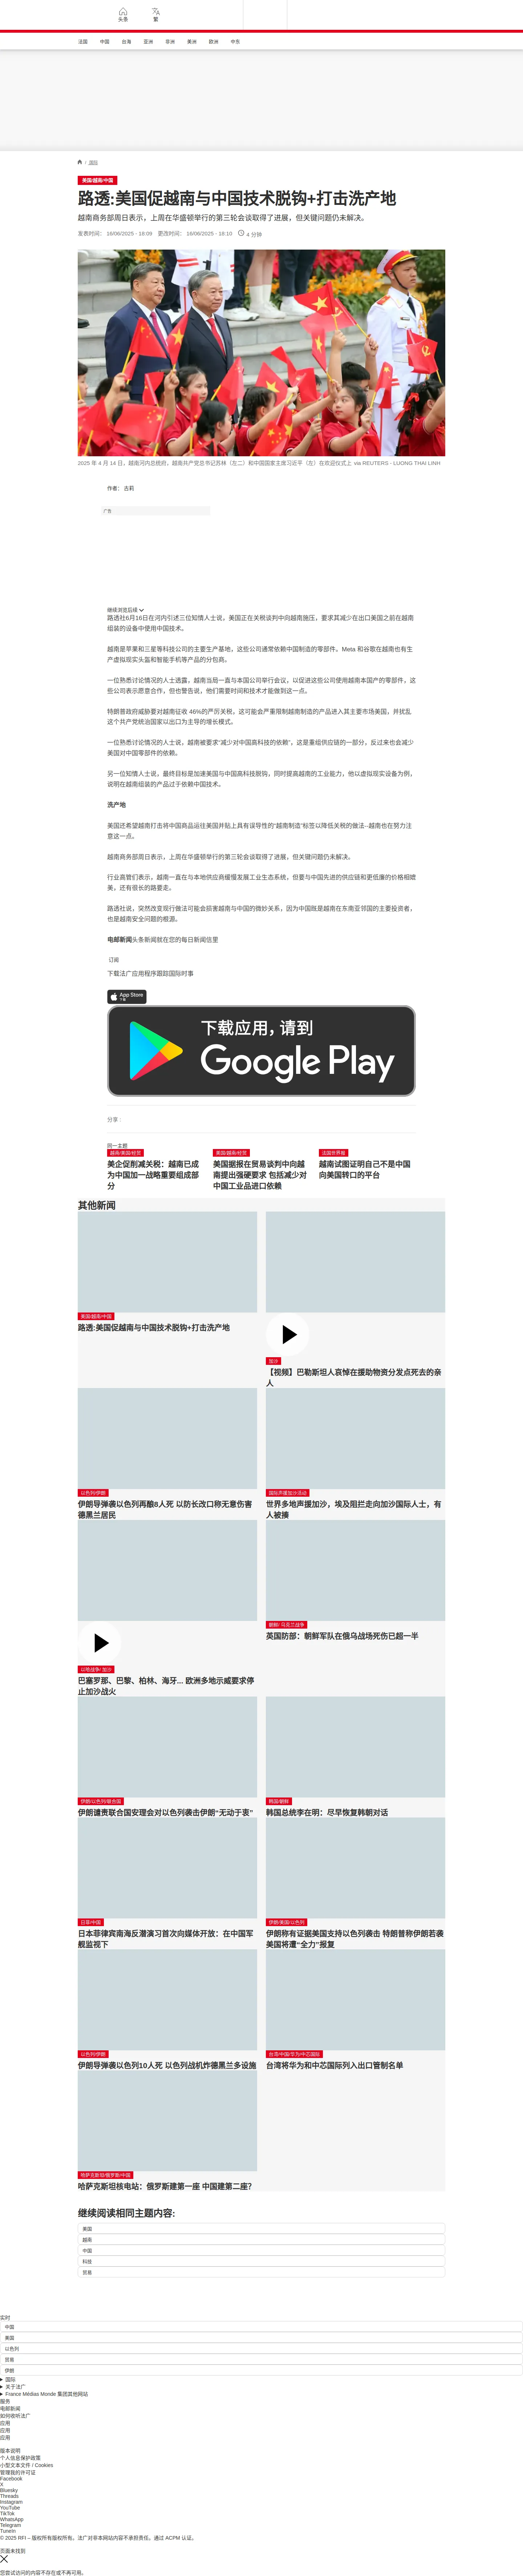 头条
繁
法国
中国
台海
亚洲
非洲
美洲
欧洲
中东
/ 国际
美国/越南/中国
路透:美国促越南与中国技术脱钩+打击洗产地
越南商务部周日表示，上周在华盛顿举行的第三轮会谈取得了进展，但关键问题仍未解决。
发表时间： 16/06/2025 - 18:09 更改时间： 16/06/2025 - 18:10 4 分钟
2025 年 4 月 14 日，越南河内总统府，越南共产党总书记苏林（左二）和中国国家主席习近平（左）在欢迎仪式上 via REUTERS - LUONG THAI LINH
作者： 古莉
广告
继续浏览后续
路透社6月16日在河内引述三位知情人士说，美国正在关税谈判中向越南施压，要求其减少在出口美国之前在越南
组装的设备中使用中国技术。
越南是苹果和三星等科技公司的主要生产基地，这些公司通常依赖中国制造的零部件。Meta 和谷歌在越南也有生
产虚拟现实头盔和智能手机等产品的分包商。
一位熟悉讨论情况的人士透露，越南当局一直与本国公司举行会议，以促进这些公司使用越南本国产的零部件，这
些公司表示愿意合作，但也警告说，他们需要时间和技术才能做到这一点。
特朗普政府威胁要对越南征收 46%的严厉关税，这可能会严重限制越南制造的产品进入其主要市场美国，并扰乱
这个共产党统治国家以出口为主导的增长模式。
一位熟悉讨论情况的人士说，越南被要求“减少对中国高科技的依赖”。这是重组供应链的一部分，反过来也会减少
美国对中国零部件的依赖。
另一位知情人士说，最终目标是加速美国与中国高科技脱钩，同时提高越南的工业能力，他以虚拟现实设备为例，
说明在越南组装的产品过于依赖中国技术。
洗产地
美国还希望越南打击将中国商品运往美国并贴上具有误导性的“越南制造”标签以降低关税的做法--越南也在努力注
意这一点。
越南商务部周日表示，上周在华盛顿举行的第三轮会谈取得了进展，但关键问题仍未解决。
行业高管们表示，越南一直在与本地供应商缓慢发展工业生态系统，但要与中国先进的供应链和更低廉的价格相媲
美，还有很长的路要走。
路透社说，突然改变现行做法可能会损害越南与中国的微妙关系，因为中国既是越南在东南亚邻国的主要投资者，
也是越南安全问题的根源。
电邮新闻头条新闻就在您的每日新闻信里
订阅
下载法广应用程序跟踪国际时事
App Store
下载
下载应用，请到
Google Play
分享 :
同一主题
越南/美国/经贸
美企促削减关税：越南已成
为中国加一战略重要组成部
分
美国/越南/经贸
美国据报在贸易谈判中向越
南提出强硬要求 包括减少对
中国工业品进口依赖
法国世界报
越南试图证明自己不是中国
向美国转口的平台
其他新闻
美国/越南/中国
路透:美国促越南与中国技术脱钩+打击洗产地
加沙
【视频】巴勒斯坦人哀悼在援助物资分发点死去的亲
人
以色列/伊朗
伊朗导弹袭以色列再酿8人死 以防长改口称无意伤害
德黑兰居民
国际声援加沙活动
世界多地声援加沙，埃及阻拦走向加沙国际人士，有
人被揍
以哈战争/ 加沙
巴塞罗那、巴黎、柏林、海牙... 欧洲多地示威要求停
止加沙战火
朝鲜/ 乌克兰战争
英国防部：朝鲜军队在俄乌战场死伤已超一半
伊朗/以色列/联合国
伊朗谴责联合国安理会对以色列袭击伊朗“无动于衷”
韩国/朝鲜
韩国总统李在明：尽早恢复韩朝对话
日菲/中国
日本菲律宾南海反潜演习首次向媒体开放：在中国军
舰监视下
伊朗/美国/以色列
伊朗称有证据美国支持以色列袭击 特朗普称伊朗若袭
美国将遭“全力”报复
以色列/伊朗
伊朗导弹袭以色列10人死 以色列战机炸德黑兰多设施
台湾/中国/华为/中芯国际
台湾将华为和中芯国际列入出口管制名单
哈萨克斯坦/俄罗斯/中国
哈萨克斯坦核电站：俄罗斯建第一座 中国建第二座?
继续阅读相同主题内容:
美国
越南
中国
科技
贸易
实时
中国
美国
以色列
贸易
伊朗
国际
关于法广
France Médias Monde 集团其他网站
服务
电邮新闻
如何收听法广
应用
应用
应用
版本说明
个人信息保护政策
小型文本文件 / Cookies
管理我的许可证
Facebook
X
Bluesky
Threads
Instagram
YouTube
TikTok
WhatsApp
Telegram
TuneIn
© 2025 RFI – 版权所有版权所有。法广对非本网站内容不承担责任。通过 ACPM 认证。
页面未找到
您尝试访问的内容不存在或不再可用。